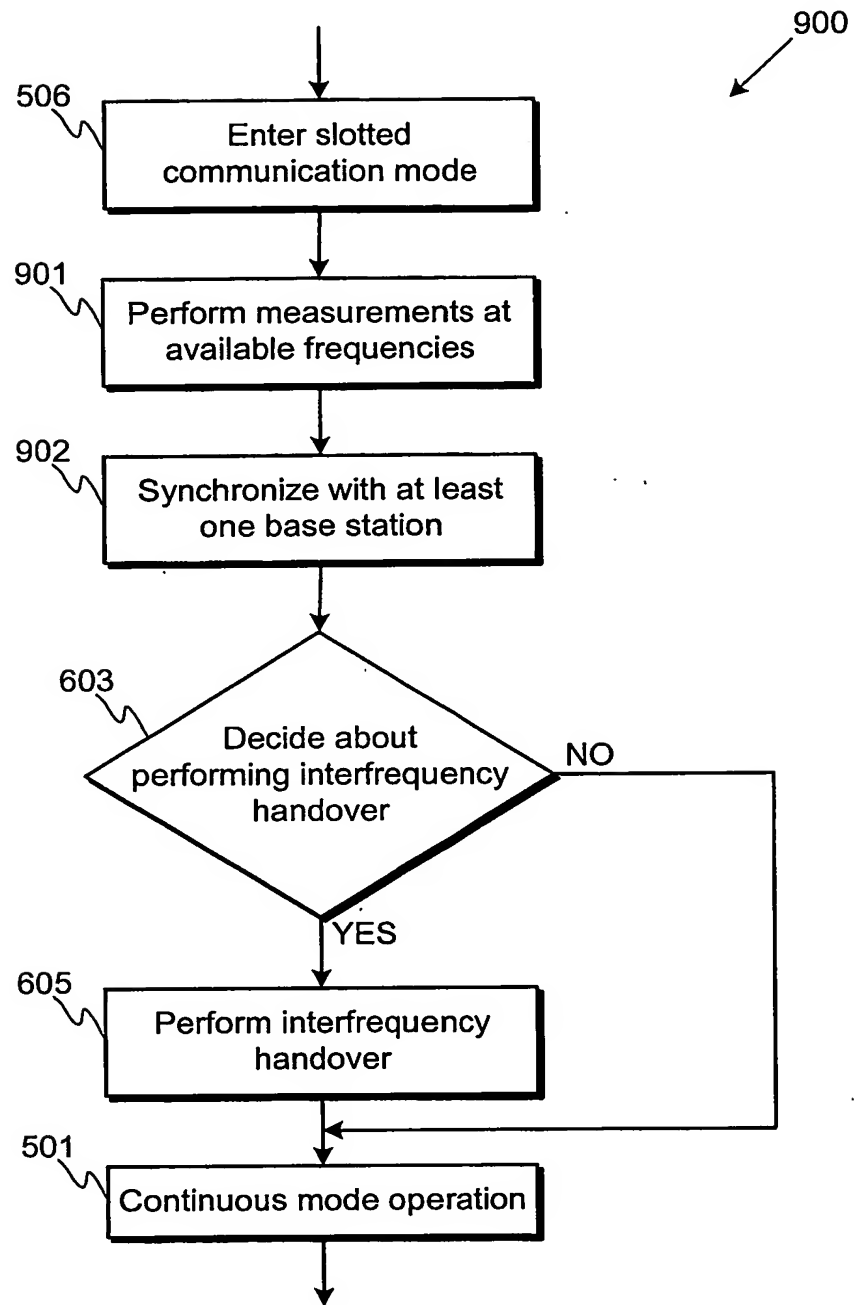 900
506
Enter slotted
communication mode
901
Perform measurements at
available frequencies
902
Synchronize with at least
one base station
603
Decide about
performing interfrequency
handover
NO
YES
605
Perform interfrequency
handover
501
Continuous mode operation